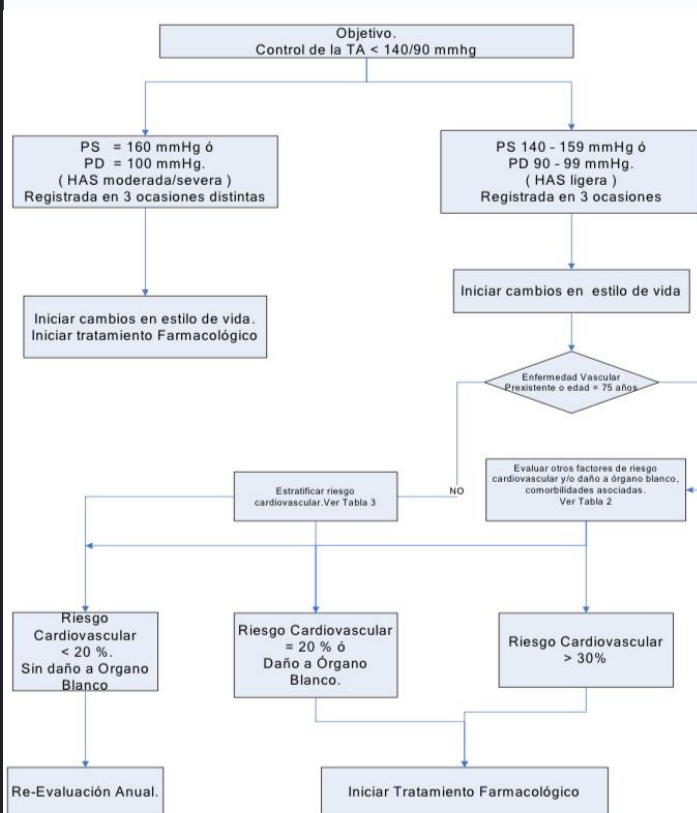 Objetivo.
Control de la TA < 140/90 mmhg
PS = 160 mmHg ó
PD = 100 mmHg.
( HAS moderada/severa )
Registrada en 3 ocasiones distintas
PS 140 - 159 mmHg ó
PD 90 - 99 mmHg.
( HAS ligera )
Registrada en 3 ocasiones
Iniciar cambios en estilo de vida.
Iniciar tratamiento Farmacológico
Iniciar cambios en estilo de vida
Enfermedad Vascular
Prexistente o edad = 75 años
NO
Estratificar riesgo
cardiovascular.Ver Tabla 3
Evaluar otros factores de riesgo
cardiovascular y/o daño a órgano blanco,
comorbilidades asociadas.
Ver Tabla 2
Riesgo
Cardiovascular
< 20 %.
Sin daño a Organo
Blanco
Riesgo Cardiovascular
= 20 % ó
Daño a Órgano
Blanco.
Riesgo Cardiovascular
> 30%
Re-Evaluación Anual.
Iniciar Tratamiento Farmacológico